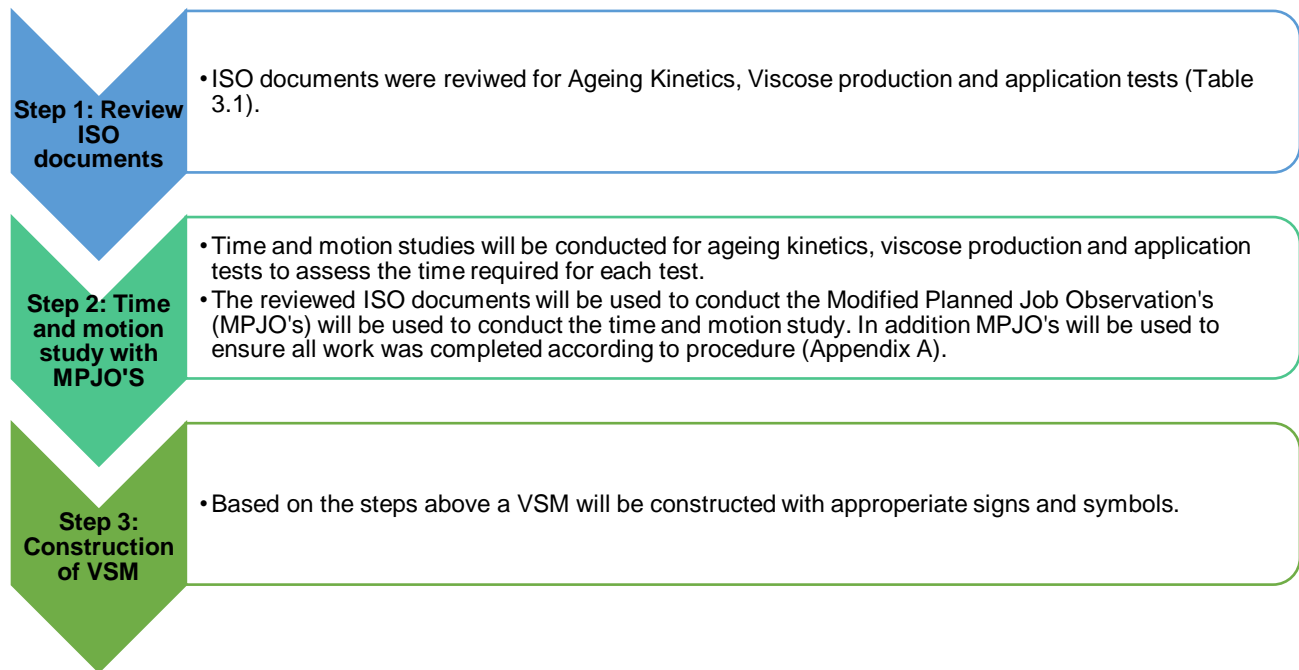 Step 1: Review
ISO
documents
•ISO documents were reviwed for Ageing Kinetics, Viscose production and application tests (Table
3.1).
Step 2: Time
and motion
study with
MPJO'S
•Time and motion studies will be conducted for ageing kinetics, viscose production and application
tests to assess the time required for each test.
•The reviewed ISO documents will be used to conduct the Modified Planned Job Observation's
(MPJO's) will be used to conduct the time and motion study. In addition MPJO's will be used to
ensure all work was completed according to procedure (Appendix A).
Step 3:
Construction
of VSM
•Based on the steps above a VSM will be constructed with approperiate signs and symbols.